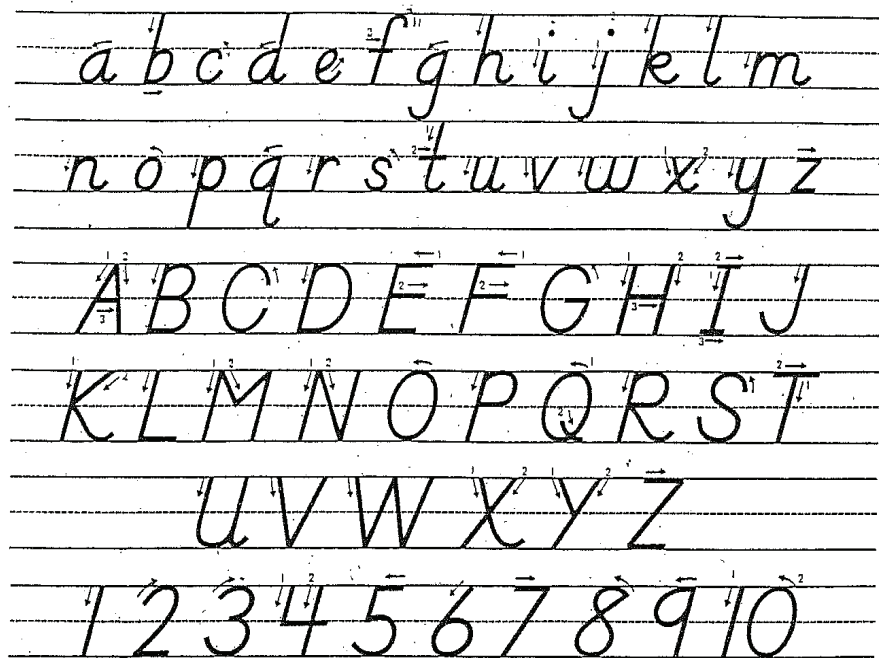 a b c d e f g h i j k l m
n o p q r s t u v w x y z
A B C D E F G H I J
K L M N O P Q R S T
U V W X Y Z
1 2 3 4 5 6 7 8 9 10